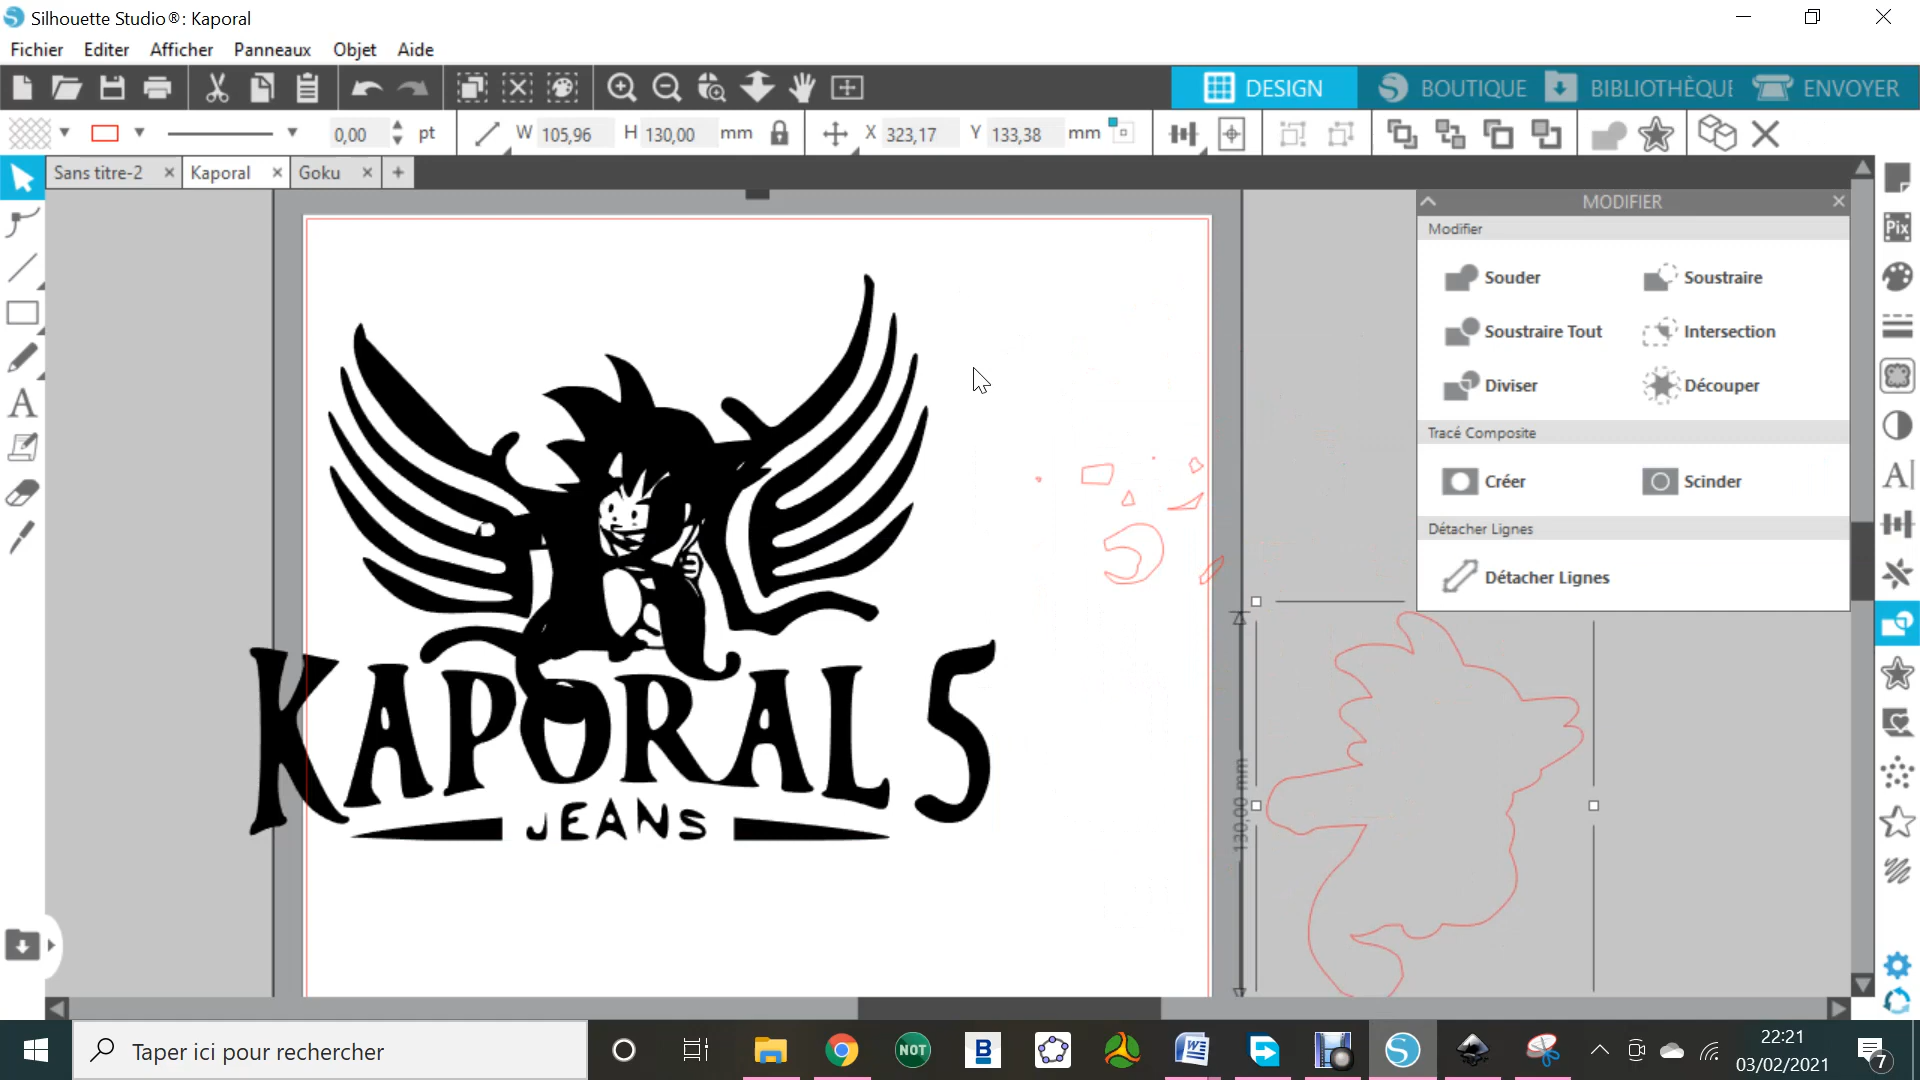 Silhouette Studio®: Kaporal
Fichier Editer Afficher Panneaux Objet Aide
DESIGN BOUTIQUE BIBLIOTHÈQUE ENVOYER
0,00 pt W 105,96 H 130,00 mm X 323,17 Y 133,38 mm
Sans titre-2 Kaporal Goku
MODIFIER
Modifier
Souder Soustraire
Soustraire Tout Intersection
Diviser Découper
Tracé Composite
Créer Scinder
Détacher Lignes
Détacher Lignes
Pix
130,00 mm
KAPORAL 5
JEANS
Taper ici pour rechercher
NOT
B
22:21
03/02/2021
7